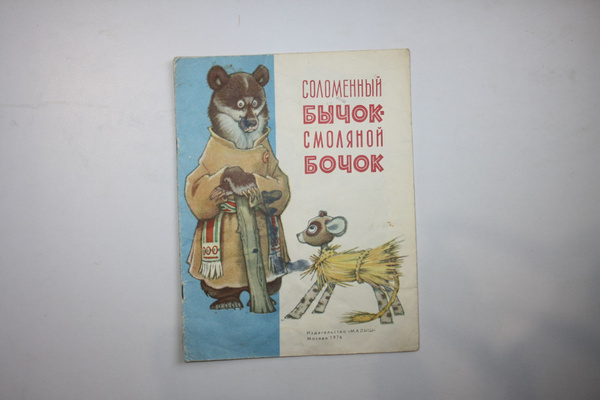 СОЛОМЕННЫЙ
БЫЧОК-
СМОЛЯНОЙ
БОЧОК
Издательство «МАЛЫШ»
Москва 1976